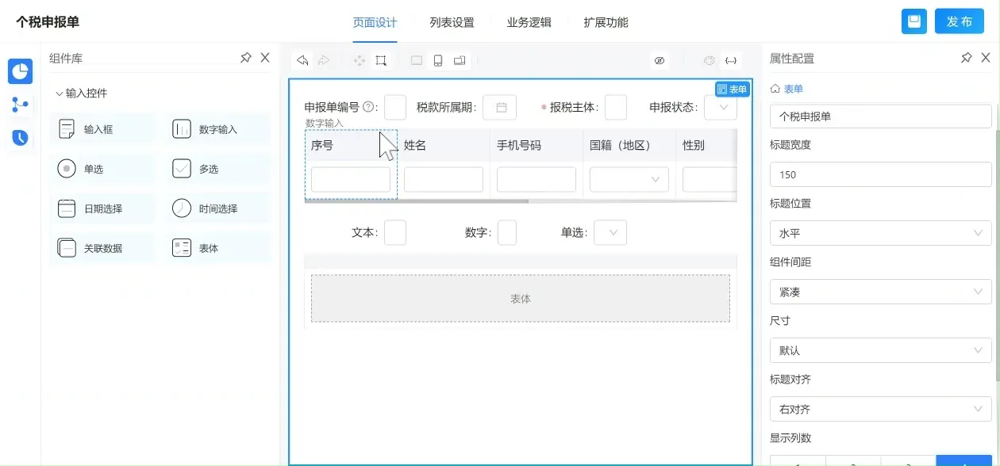 个税申报单
页面设计
列表设置
业务逻辑
扩展功能
发布
组件库
输入控件
输入框
数字输入
单选
多选
日期选择
时间选择
关联数据
表体
表单
申报单编号?:
税款所属期:
*报税主体:
申报状态:
数字输入
序号
姓名
手机号码
国籍（地区）
性别
文本:
数字:
单选:
表体
属性配置
表单
个税申报单
标题宽度
150
标题位置
水平
组件间距
紧凑
尺寸
默认
标题对齐
右对齐
显示列数